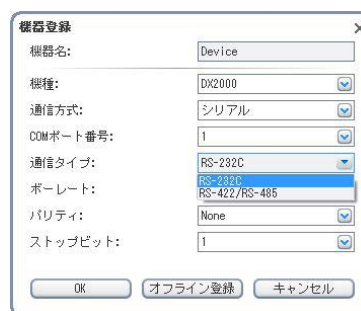 機器登録
機器名: Device
機種: DX2000
通信方式: シリアル
COMポート番号: 1
通信タイプ: RS-232C
RS-232C
ボーレート:
RS-422/RS-485
パリティ: None
ストップビット: 1
OK オフライン登録 キャンセル